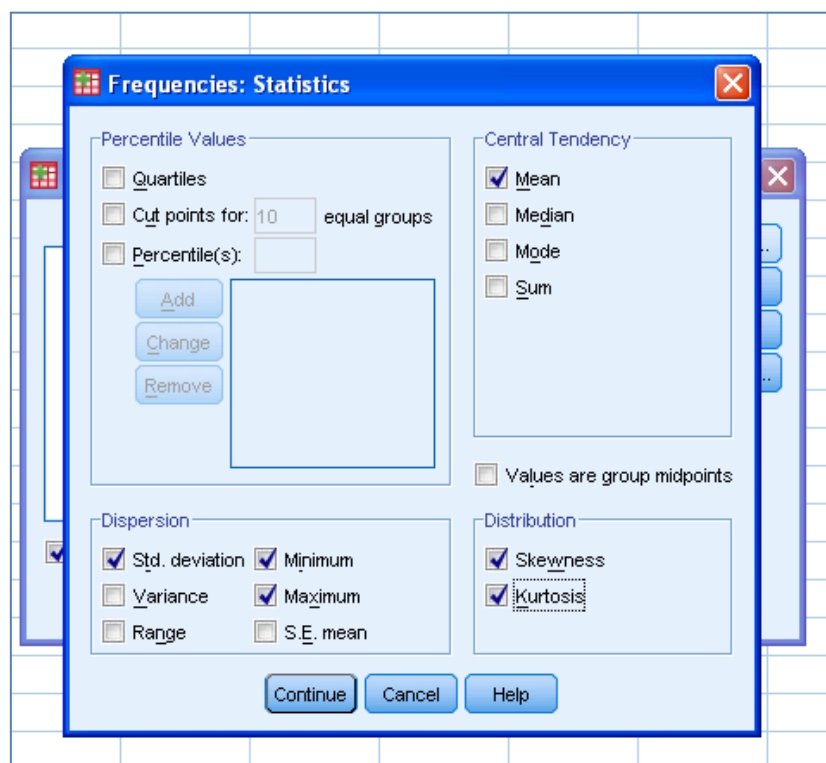 Frequencies: Statistics
Percentile Values
Quartiles
Cut points for: 10 equal groups
Percentile(s):
Add
Change
Remove
Central Tendency
Mean
Median
Mode
Sum
Values are group midpoints
Dispersion
Std. deviation Minimum
Variance Maximum
Range S.E. mean
Distribution
Skewness
Kurtosis
Continue Cancel Help